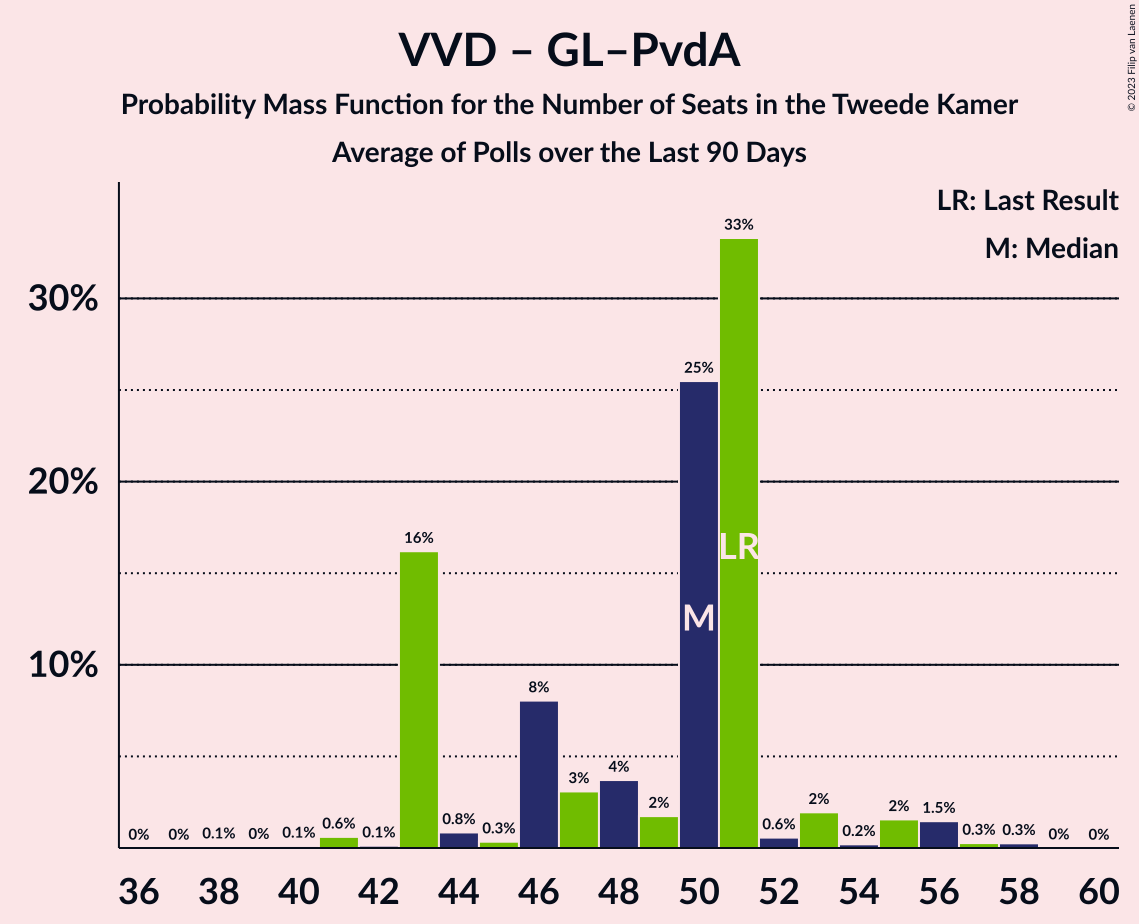 VVD – GL–PvdA
Probability Mass Function for the Number of Seats in the Tweede Kamer
Average of Polls over the Last 90 Days
© 2023 Filip van Laenen
LR: Last Result
M: Median
30%
20%
10%
0% 0% 0.1% 0% 0.1% 0.6% 0.1% 16% 0.8% 0.3% 8% 3% 4% 2% 25% 33% 0.6% 2% 0.2% 2% 1.5% 0.3% 0.3% 0% 0%
LR
M
36 38 40 42 44 46 48 50 52 54 56 58 60